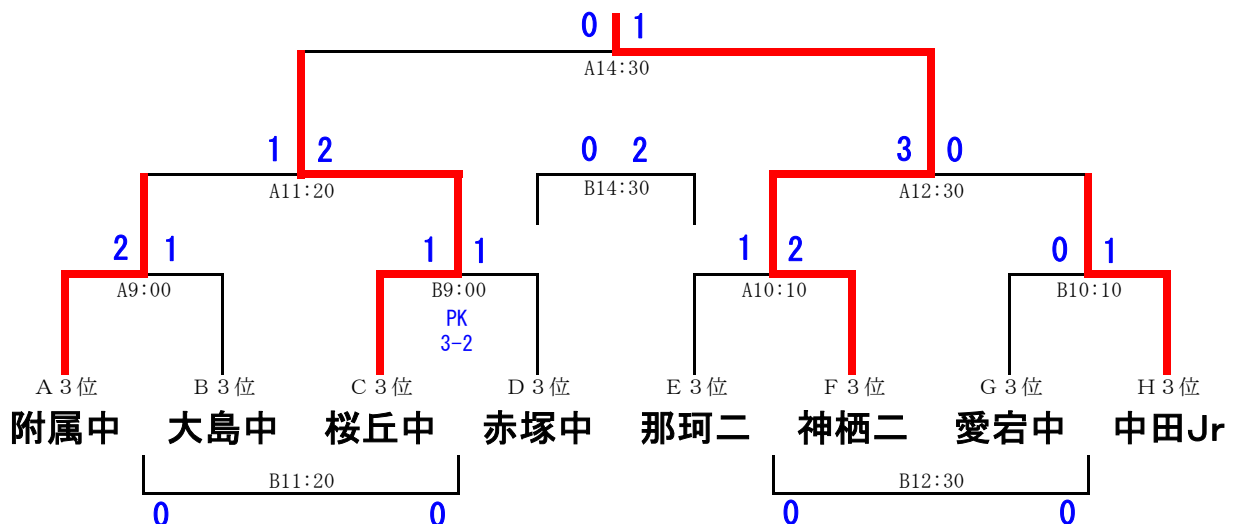 0 1
A14:30
1 2
0 2
3 0
A11:20
B14:30
A12:30
2 1
1 1
1 2
0 1
A9:00
B9:00
A10:10
B10:10
PK
3-2
A3位
B3位
C3位
D3位
E3位
F3位
G3位
H3位
附属中
大島中
桜丘中
赤塚中
那珂二
神栖二
愛宕中
中田Jr
B11:20
B12:30
0 0
0 0